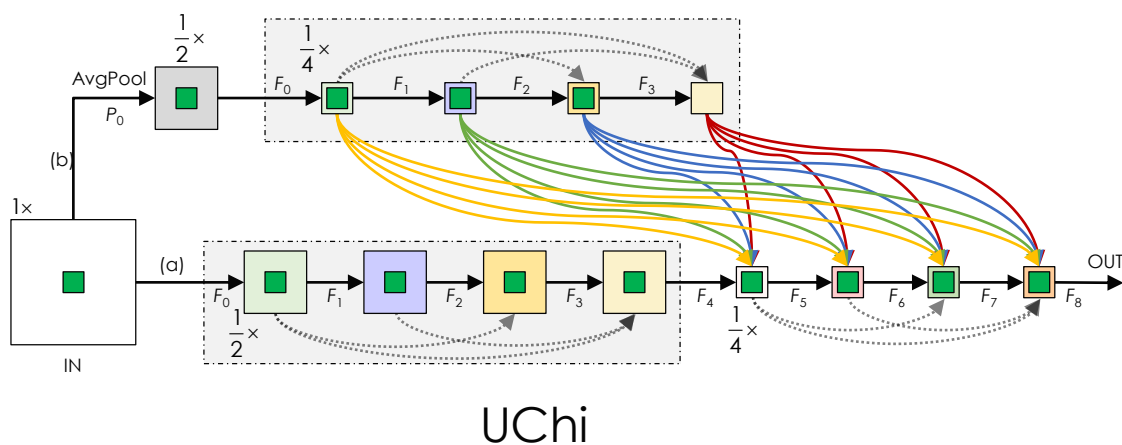 1/2 ×
1/4 ×
AvgPool
P₀
F₀
F₁
F₂
F₃
(b)
1×
(a)
F₀
F₁
F₂
F₃
F₄
F₅
F₆
F₇
F₈
OUT
1/2 ×
1/4 ×
IN
UChi